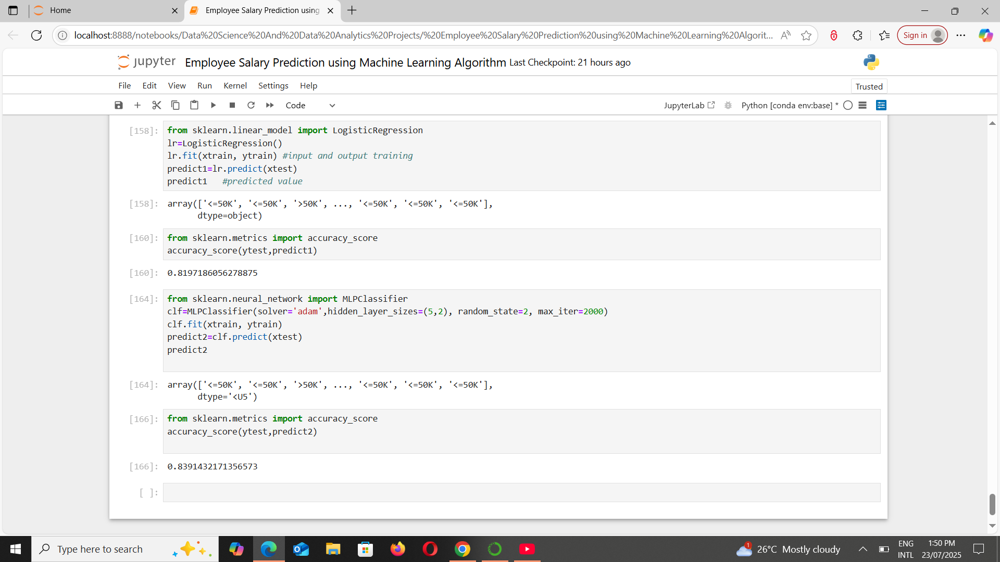 Home
Employee Salary Prediction using
localhost:8888/notebooks/Data%20Science%20And%20Data%20Analytics%20Projects/%20Employee%20Salary%20Prediction%20using%20Machine%20Learning%20Algorit...
Sign in
jupyter Employee Salary Prediction using Machine Learning Algorithm Last Checkpoint: 21 hours ago
File Edit View Run Kernel Settings Help
Trusted
Code
JupyterLab
Python [conda env:base] *
[158]: from sklearn.linear_model import LogisticRegression
lr=LogisticRegression()
lr.fit(xtrain, ytrain) #input and output training
predict1=lr.predict(xtest)
predict1   #predicted value
[158]: array(['<=50K', '<=50K', '>50K', ..., '<=50K', '<=50K', '<=50K'],
dtype=object)
[160]: from sklearn.metrics import accuracy_score
accuracy_score(ytest,predict1)
[160]: 0.8197186056278875
[164]: from sklearn.neural_network import MLPClassifier
clf=MLPClassifier(solver='adam',hidden_layer_sizes=(5,2), random_state=2, max_iter=2000)
clf.fit(xtrain, ytrain)
predict2=clf.predict(xtest)
predict2
[164]: array(['<=50K', '<=50K', '>50K', ..., '<=50K', '<=50K', '<=50K'],
dtype='<U5')
[166]: from sklearn.metrics import accuracy_score
accuracy_score(ytest,predict2)
[166]: 0.8391432171356573
[ ]:
Type here to search
1
26°C Mostly cloudy
ENG
INTL
1:50 PM
23/07/2025